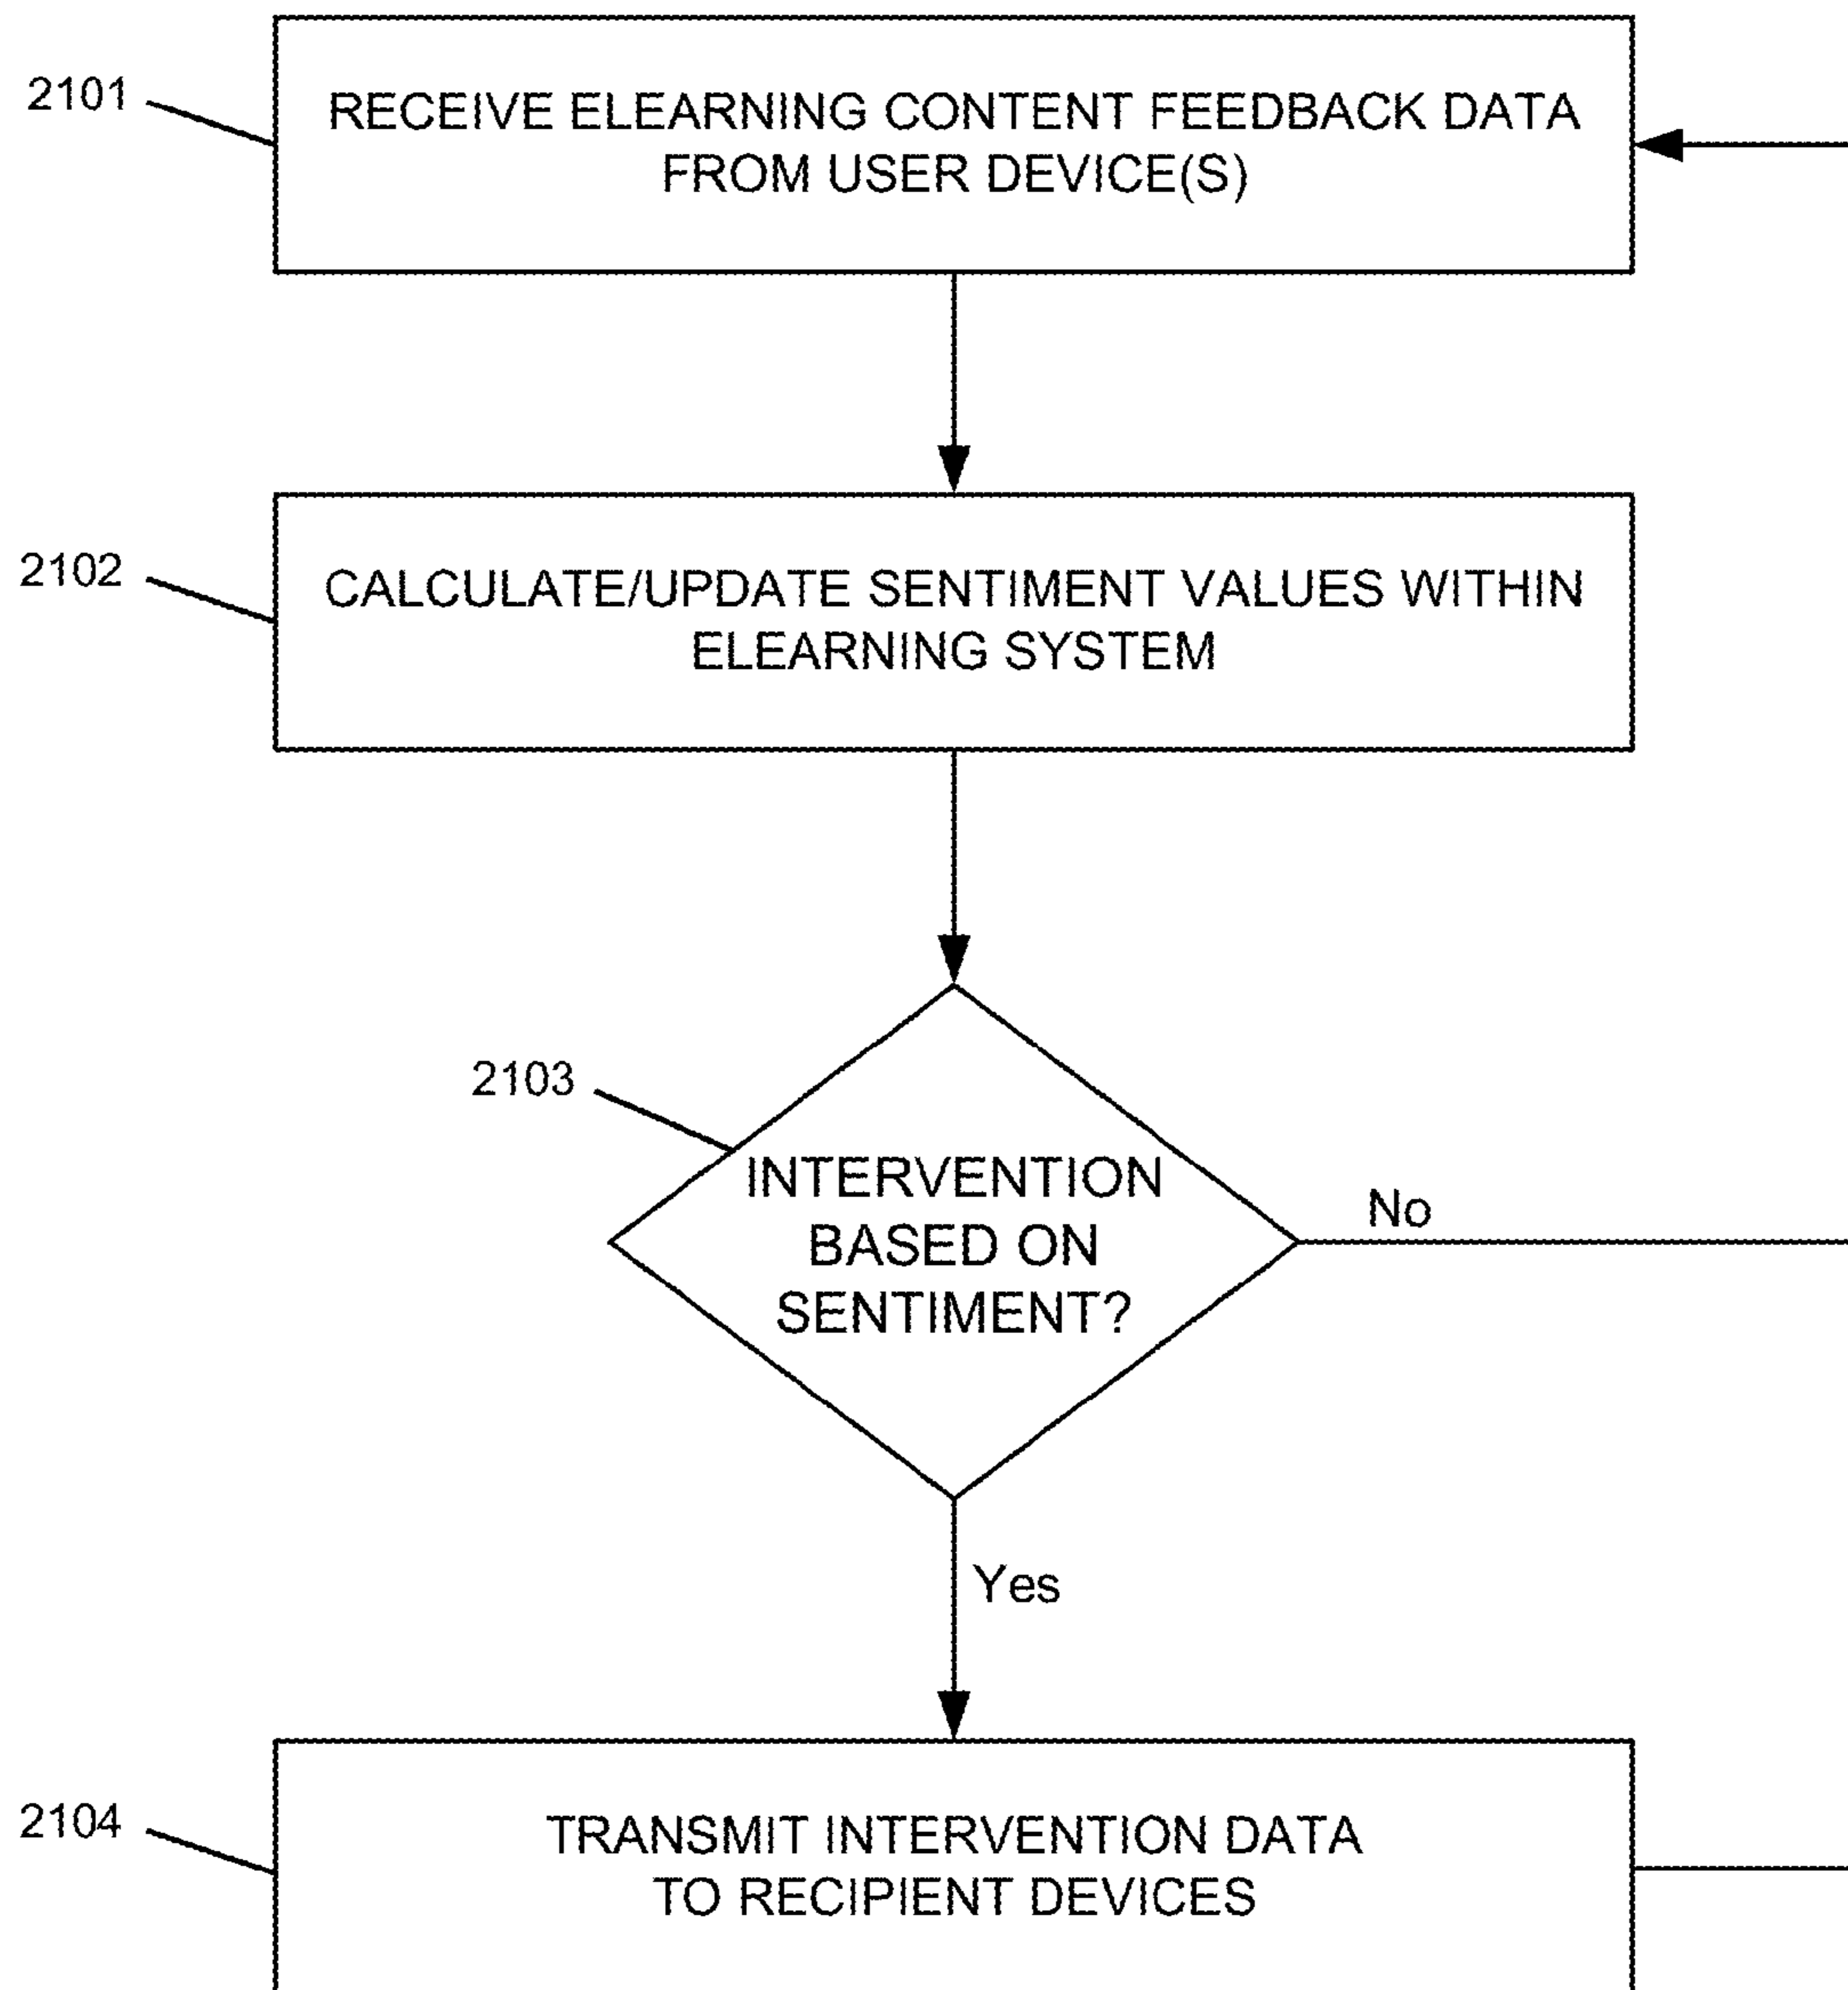 2101
RECEIVE ELEARNING CONTENT FEEDBACK DATA
FROM USER DEVICE(S)
2102
CALCULATE/UPDATE SENTIMENT VALUES WITHIN
ELEARNING SYSTEM
2103
INTERVENTION
BASED ON
SENTIMENT?
No
Yes
2104
TRANSMIT INTERVENTION DATA
TO RECIPIENT DEVICES